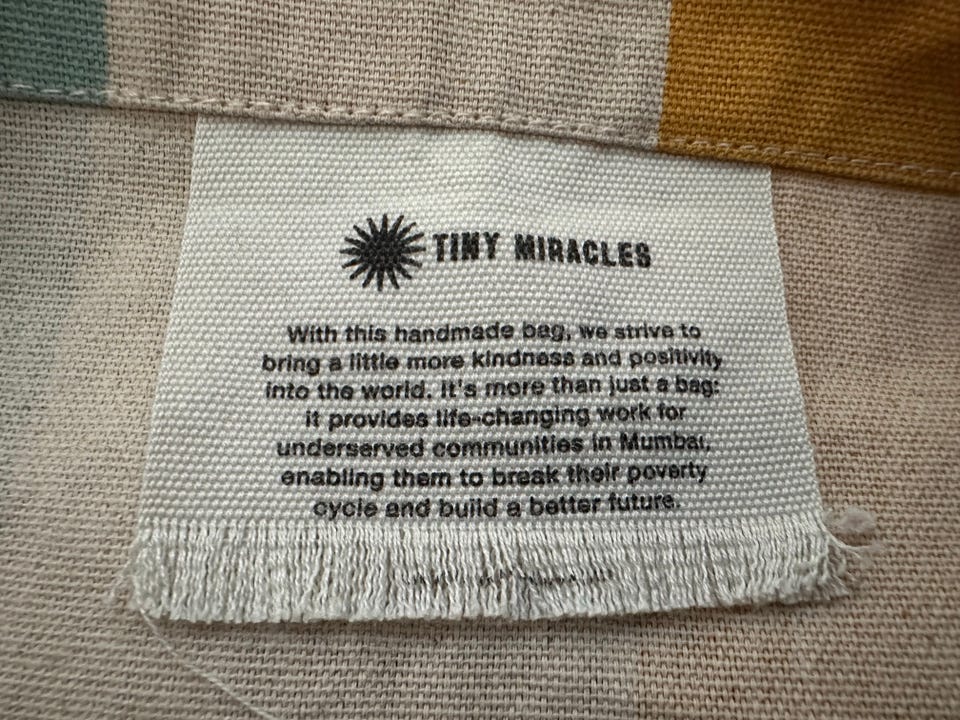 TINY MIRACLES
With this handmade bag, we strive to
bring a little more kindness and positivity
into the world. It's more than just a bag:
it provides life-changing work for
underserved communities in Mumbai,
enabling them to break their poverty
cycle and build a better future.